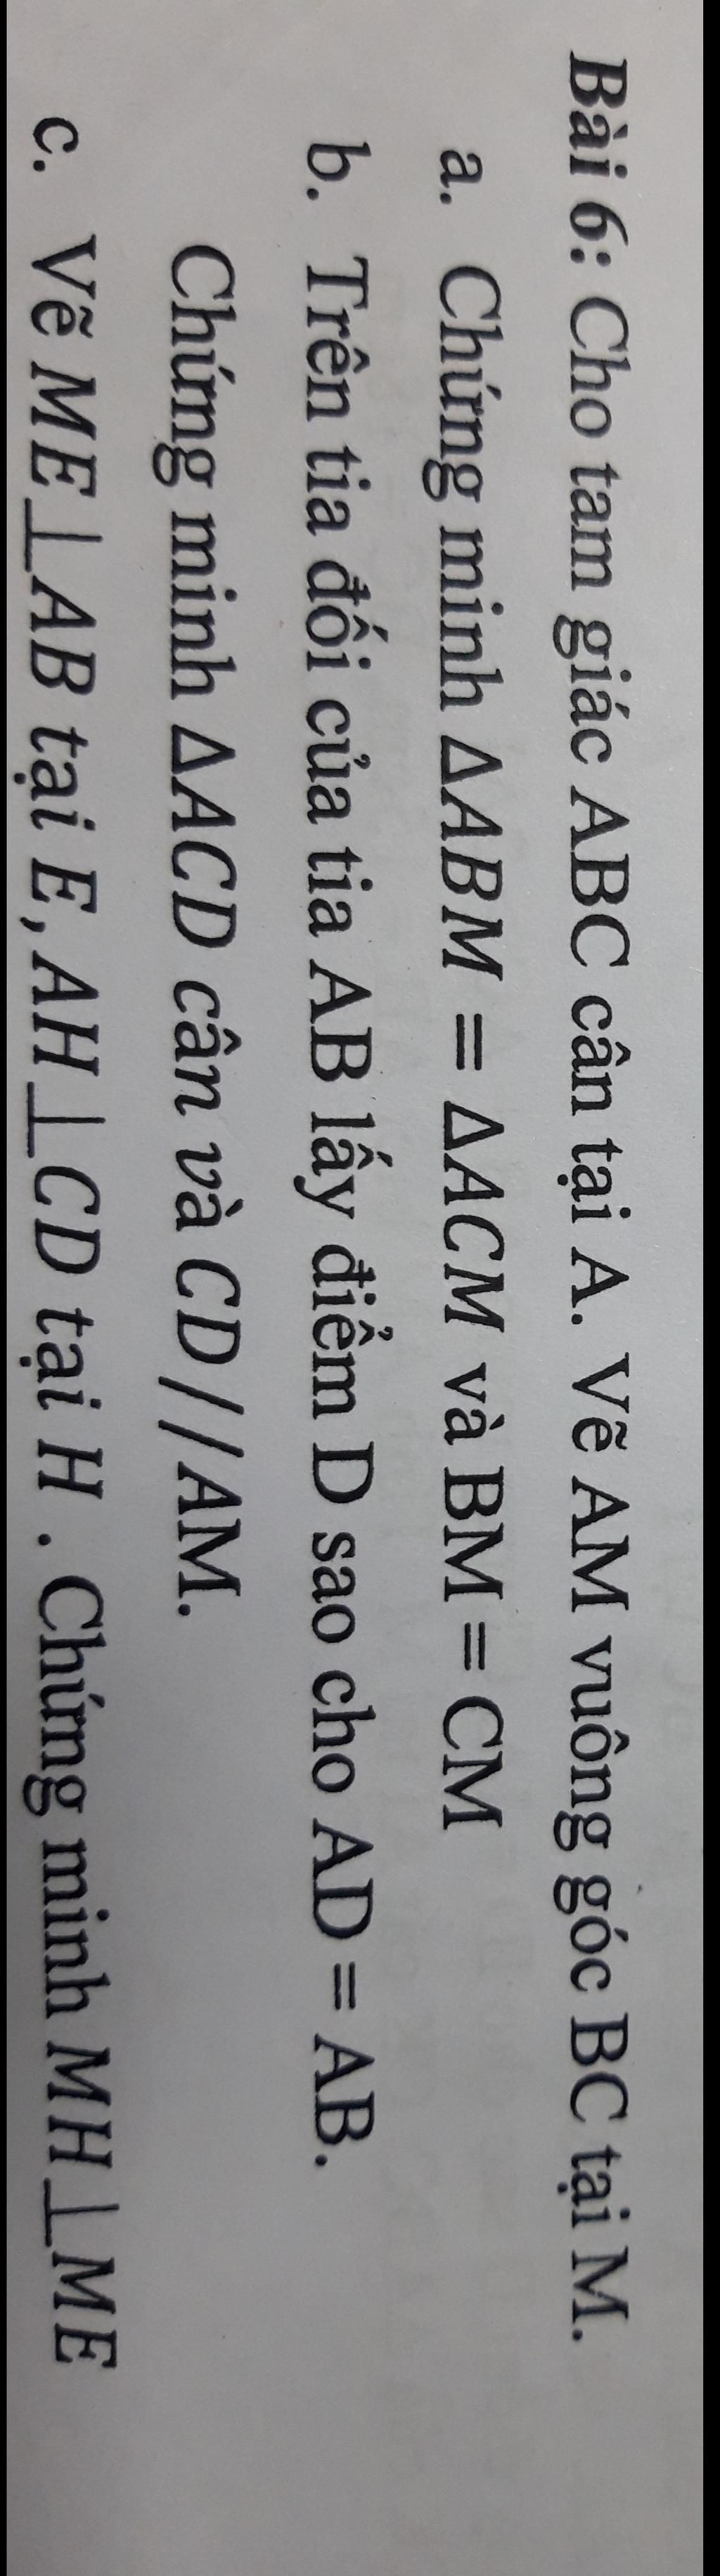 Bài 6: Cho tam giác ABC cân tại A. Vẽ AM vuông góc BC tại M.
a. Chứng minh ΔABM = ΔACM và BM = CM
b. Trên tia đối của tia AB lấy điểm D sao cho AD = AB.
Chứng minh ΔACD cân và CD//AM.
c. Vẽ ME⊥AB tại E, AH⊥CD tại H . Chứng minh MH⊥ME